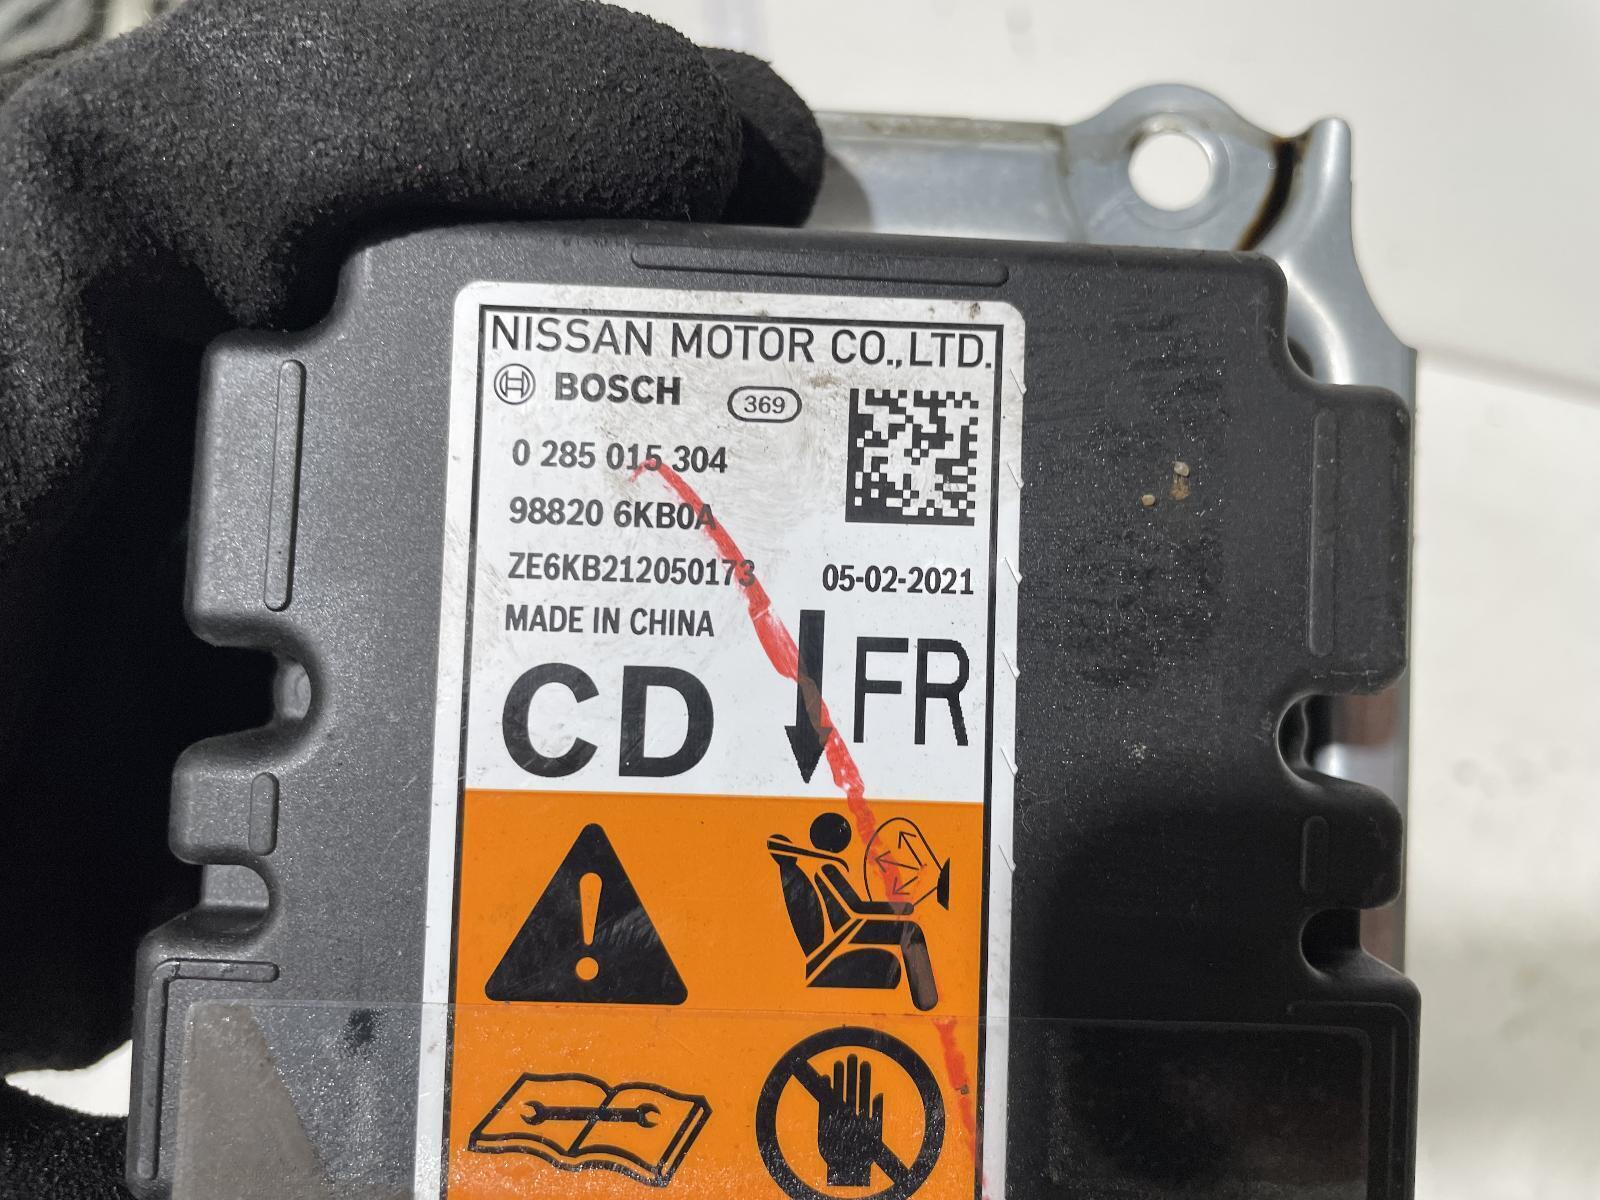 NISSAN MOTOR CO.,LTD.
BOSCH 369
0 285 015 304
98820 6KB0A
ZE6KB212050173 05-02-2021
MADE IN CHINA
CD FR